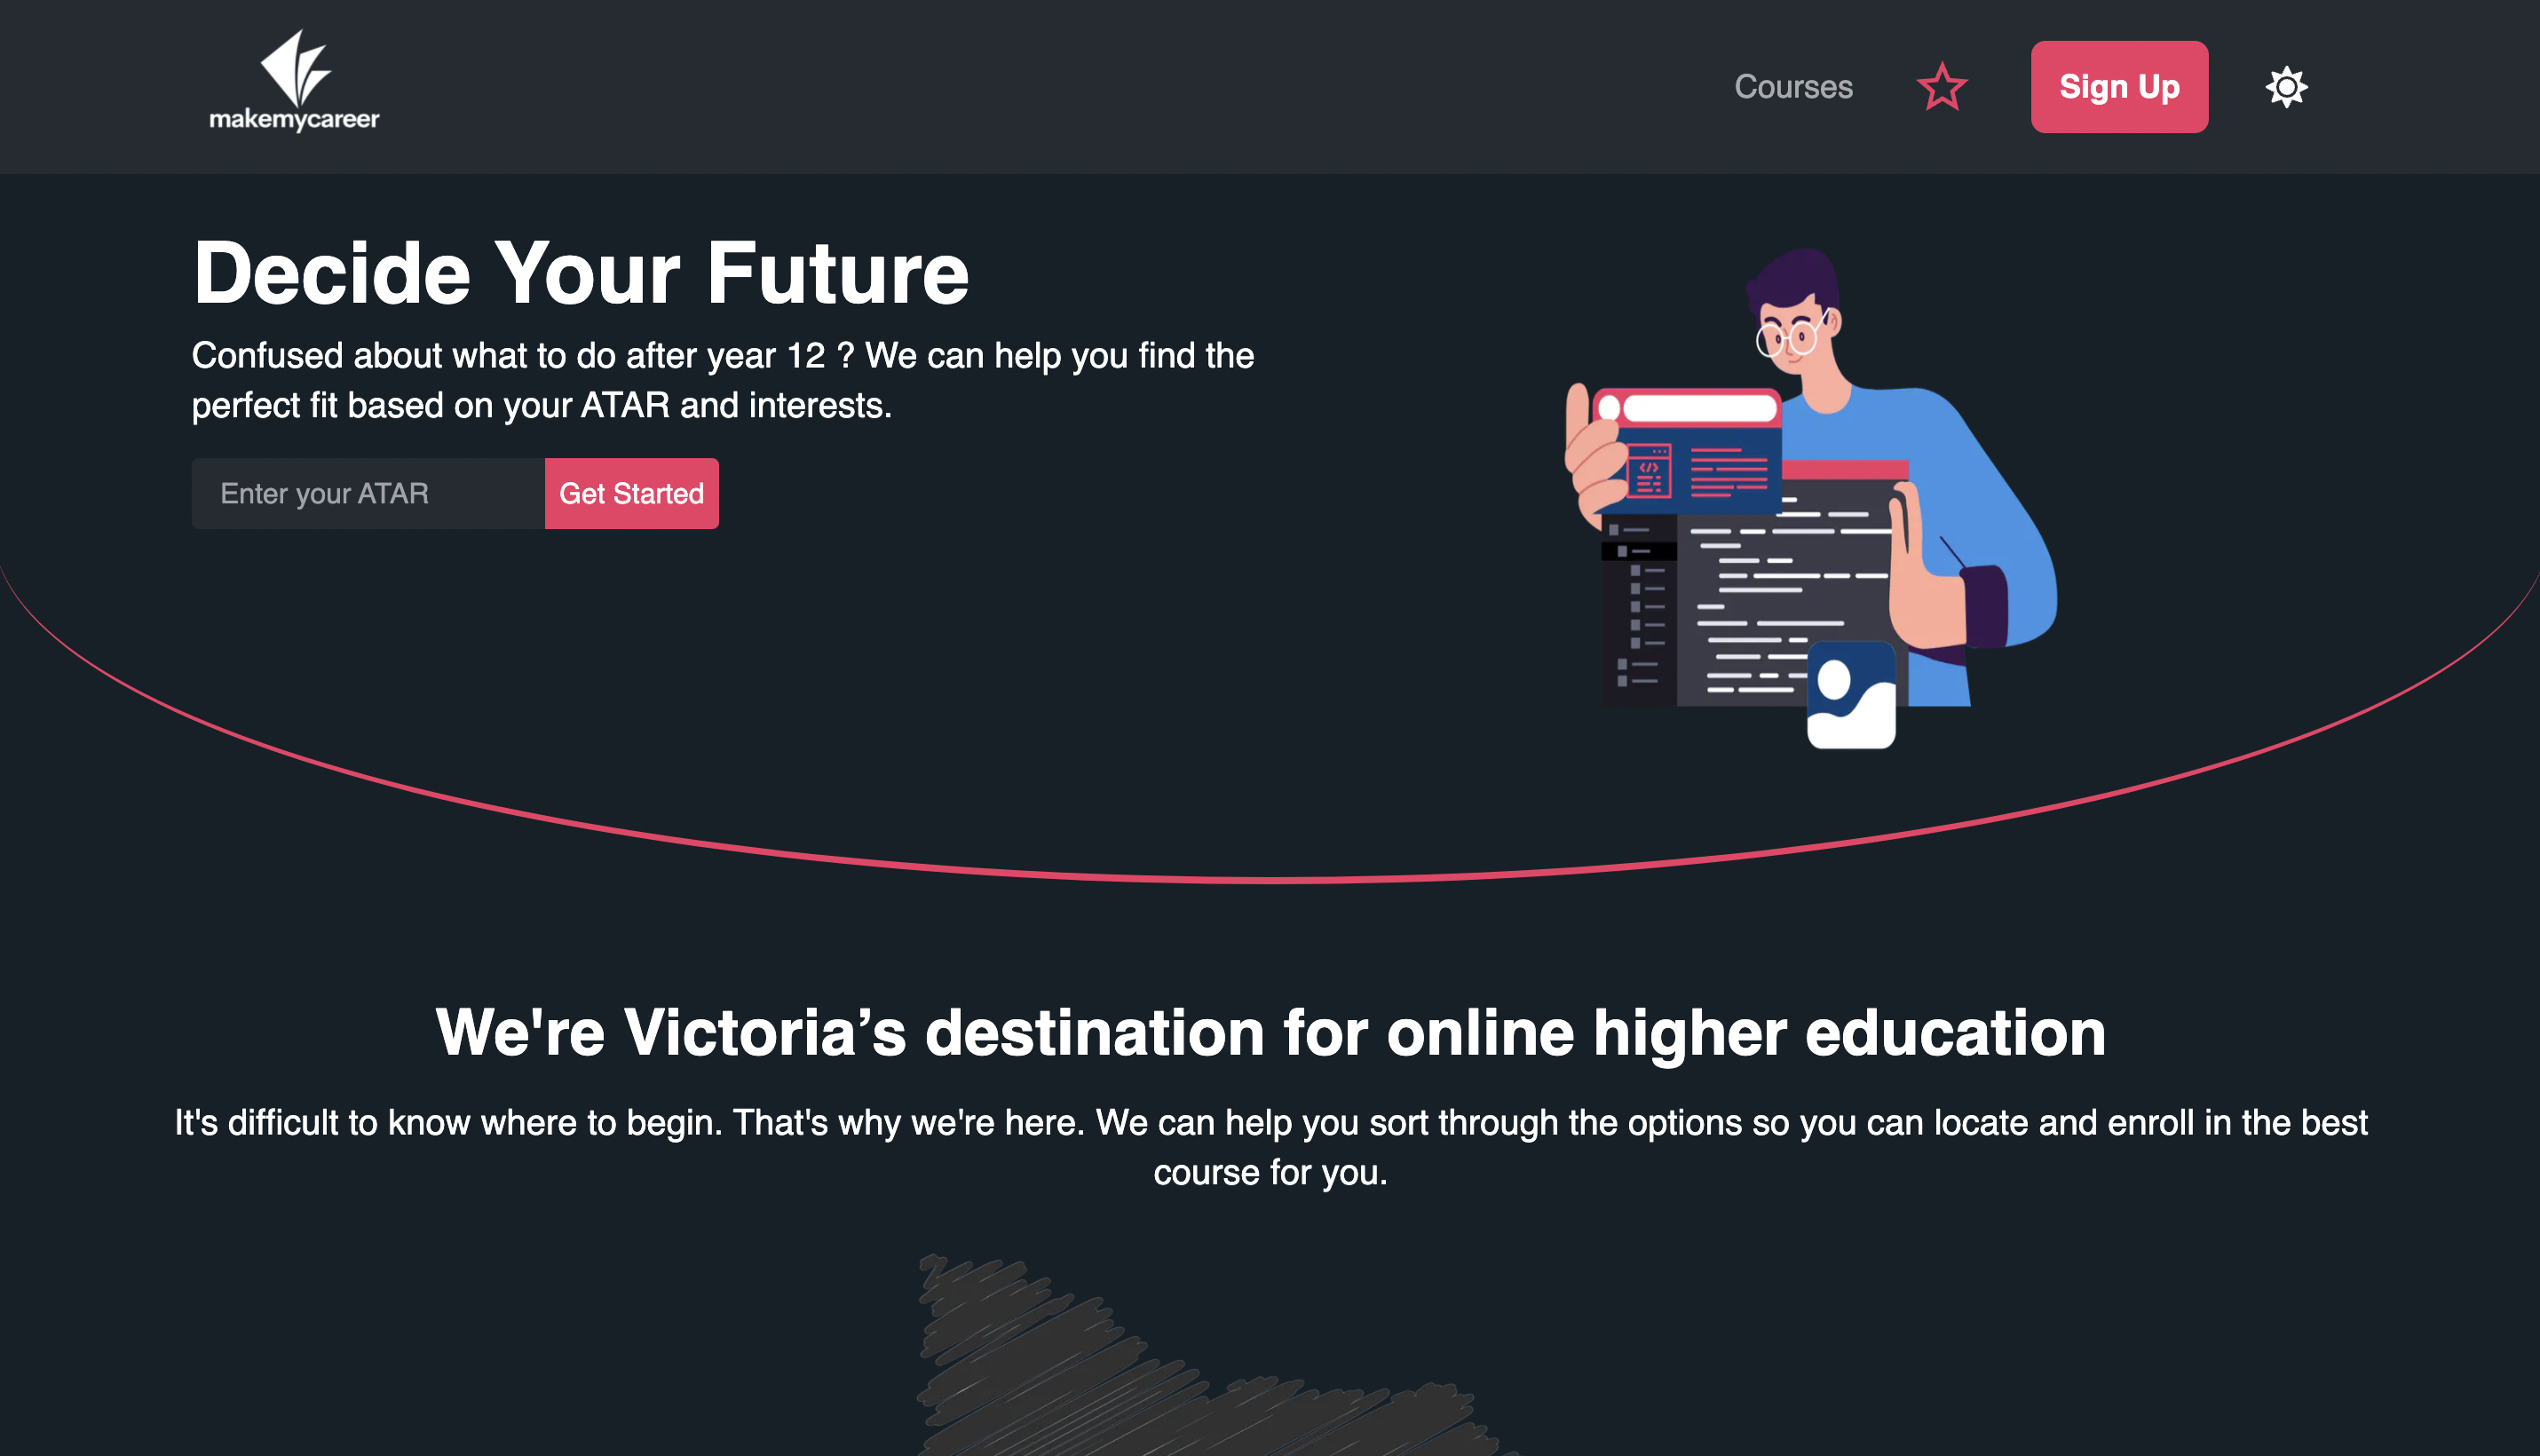 makemycareer
Courses
Sign Up
Decide Your Future
Confused about what to do after year 12 ? We can help you find the
perfect fit based on your ATAR and interests.
Enter your ATAR
Get Started
</>
We're Victoria’s destination for online higher education
It's difficult to know where to begin. That's why we're here. We can help you sort through the options so you can locate and enroll in the best
course for you.